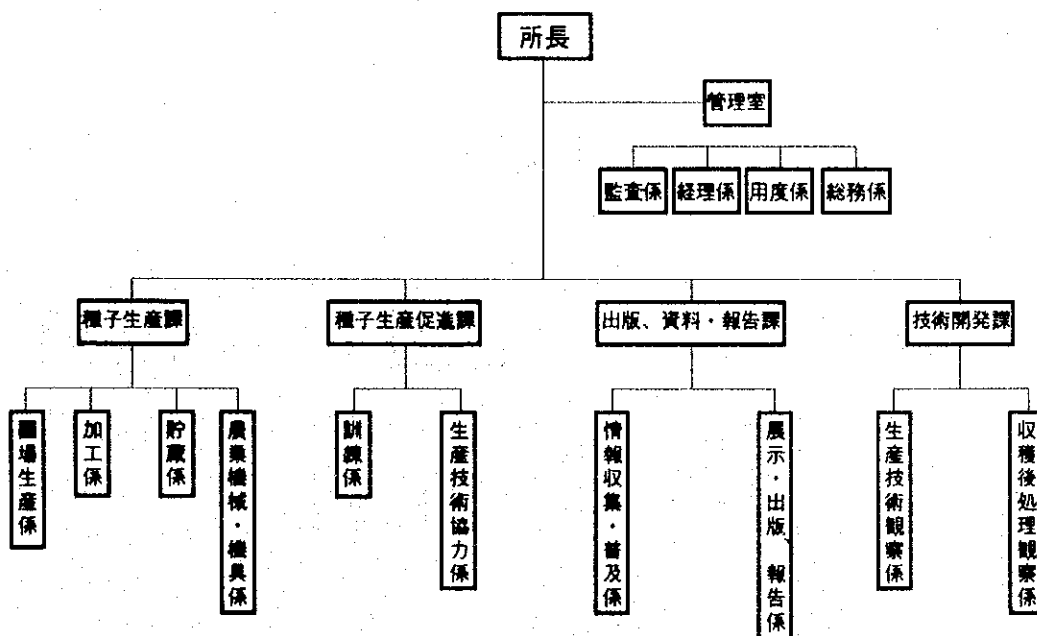 所長
管理室
監査係
経理係
用度係
総務係
種子生産課
種子生産促進課
出版、資料・報告課
技術開発課
圃場生産係
加工係
貯蔵係
農業機械・機具係
訓練係
生産技術協力係
情報収集・普及係
展示・出版、報告係
生産技術観察係
収穫後処理観察係